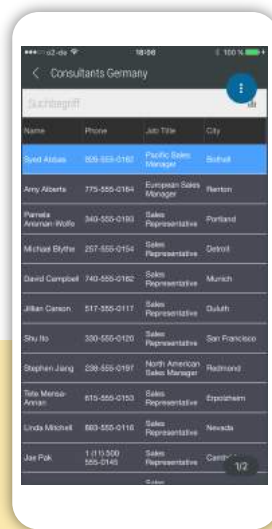 o2-de 18:00 100 %
Consultants Germany
Suchbegriff
Name Phone Job Title City
Syed Abbas 926-555-0182 Pacific Sales Manager Bothell
Amy Alberts 775-555-0164 European Sales Manager Renton
Pamela Ansman-Wolfe 340-555-0193 Sales Representative Portland
Michael Blythe 257-555-0154 Sales Representative Detroit
David Campbell 740-555-0182 Sales Representative Munich
Jillian Carson 517-555-0117 Sales Representative Duluth
Shu Ito 330-555-0120 Sales Representative San Francisco
Stephen Jiang 238-555-0197 North American Sales Manager Redmond
Tete Mensa-Annan 615-555-0153 Sales Representative Erpolzheim
Linda Mitchell 883-555-0116 Sales Representative Nevada
Jae Pak 1 (11) 500 555-0145 Sales Representative
1/2
Sales